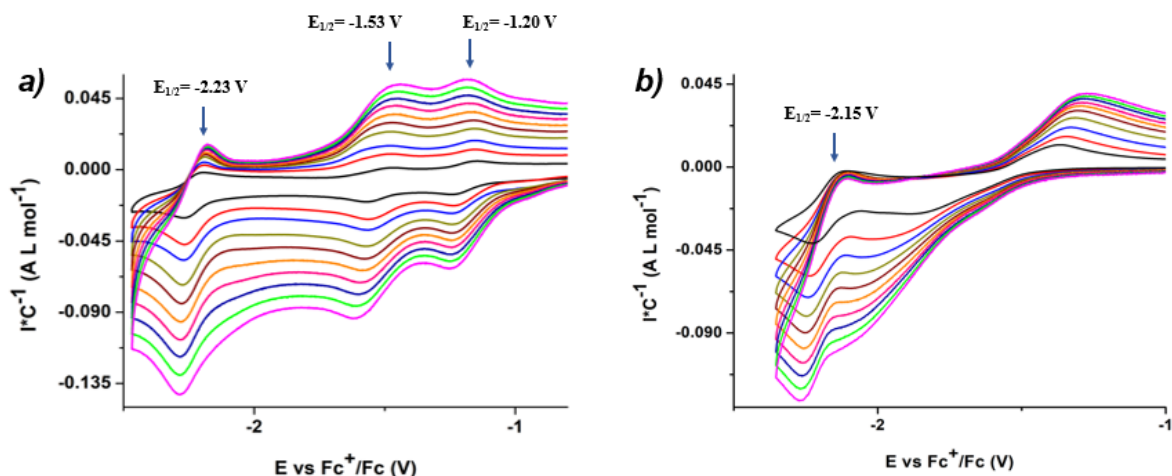 E1/2= -1.53 V
E1/2= -1.20 V
a)
E1/2= -2.23 V
0.045
0.000
-0.045
-0.090
-0.135
I*C-1 (A L mol-1)
-2
-1
E vs Fc+/Fc (V)
b)
E1/2= -2.15 V
0.045
0.000
-0.045
-0.090
I*C-1 (A L mol-1)
-2
-1
E vs Fc+/Fc (V)